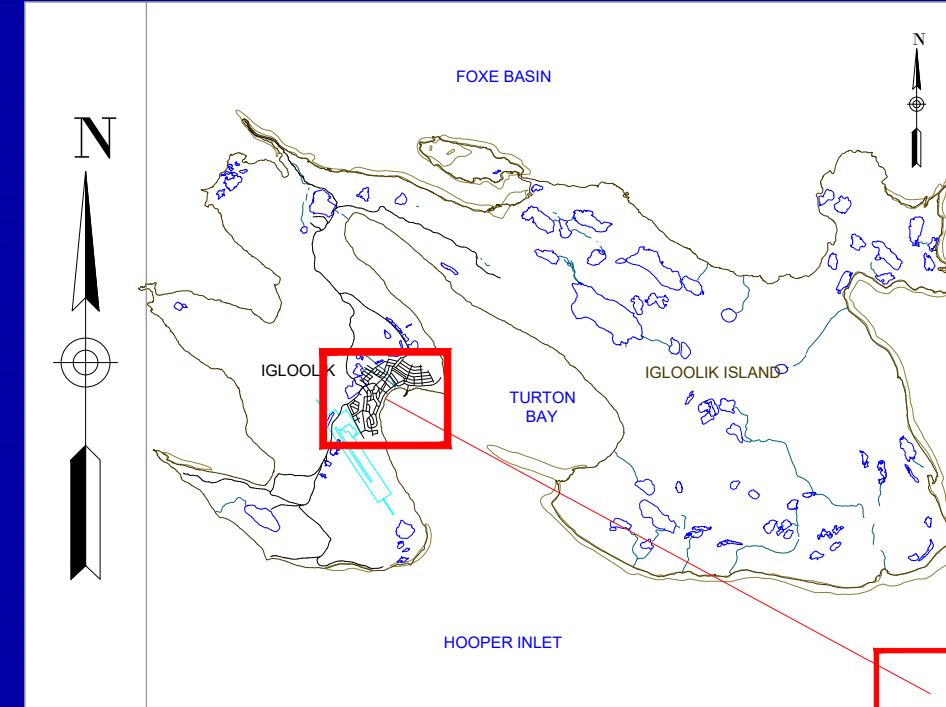 N
FOXE BASIN
N
IGLOOLIK
IGLOOLIK ISLAND
TURTON
BAY
HOOPER INLET